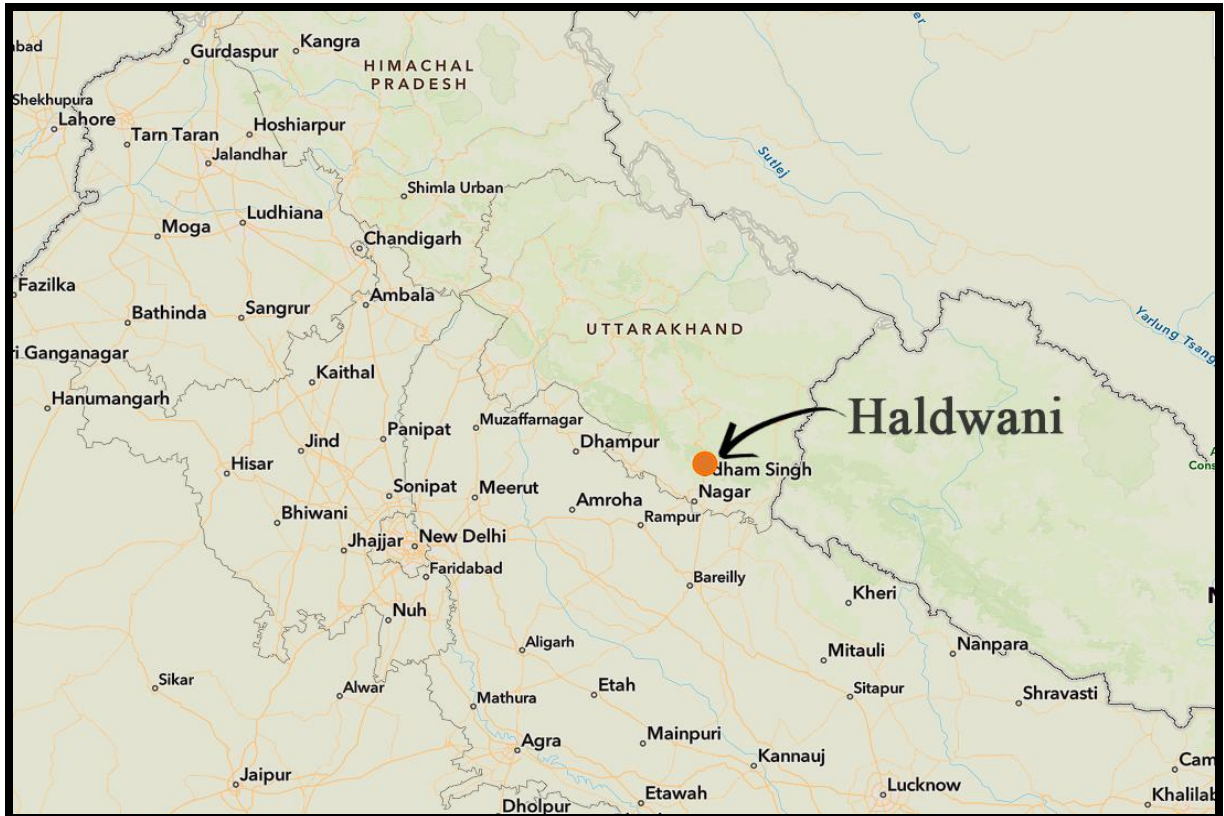 Kangra
Gurdaspur
HIMACHAL
PRADESH
Shekhupura
Lahore
Tarn Taran
Hoshiarpur
Jalandhar
Sutlej
Shimla Urban
Moga
Ludhiana
Chandigarh
Fazilka
Ambala
Bathinda
Sangrur
UTTARAKHAND
Yarlung Tsang
Ganganagar
Kaithal
Hanumangarh
Haldwani
Muzaffarnagar
Panipat
Dhampur
Jind
Hisar
dham Singh
Nagar
Sonipat
Meerut
Amroha
Rampur
Bhiwani
Jhajjar
New Delhi
Faridabad
Bareilly
Kheri
Nuh
Aligarh
Mitauli
Nanpara
Sikar
Alwar
Mathura
Etah
Sitapur
Shravasti
Agra
Mainpuri
Kannauj
Jaipur
Lucknow
Etawah
Dholpur
Cam
Khalilab